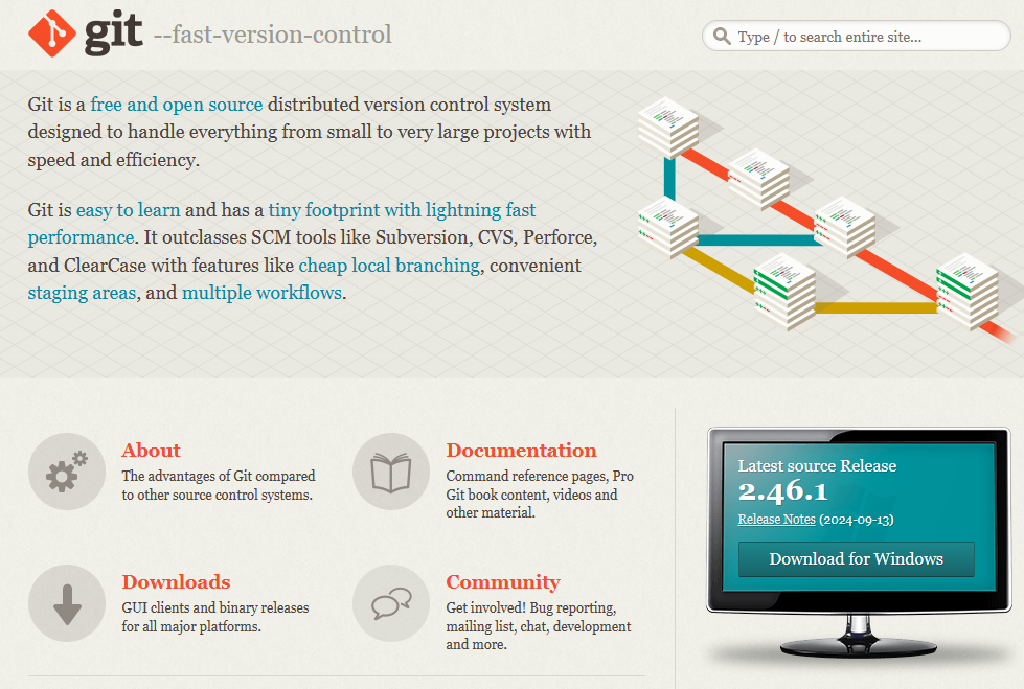 git --fast-version-control
Type / to search entire site...
Git is a free and open source distributed version control system
designed to handle everything from small to very large projects with
speed and efficiency.
Git is easy to learn and has a tiny footprint with lightning fast
performance. It outclasses SCM tools like Subversion, CVS, Perforce,
and ClearCase with features like cheap local branching, convenient
staging areas, and multiple workflows.
About
The advantages of Git compared
to other source control systems.
Documentation
Command reference pages, Pro
Git book content, videos and
other material.
Downloads
GUI clients and binary releases
for all major platforms.
Community
Get involved! Bug reporting,
mailing list, chat, development
and more.
Latest source Release
2.46.1
Release Notes (2024-09-13)
Download for Windows